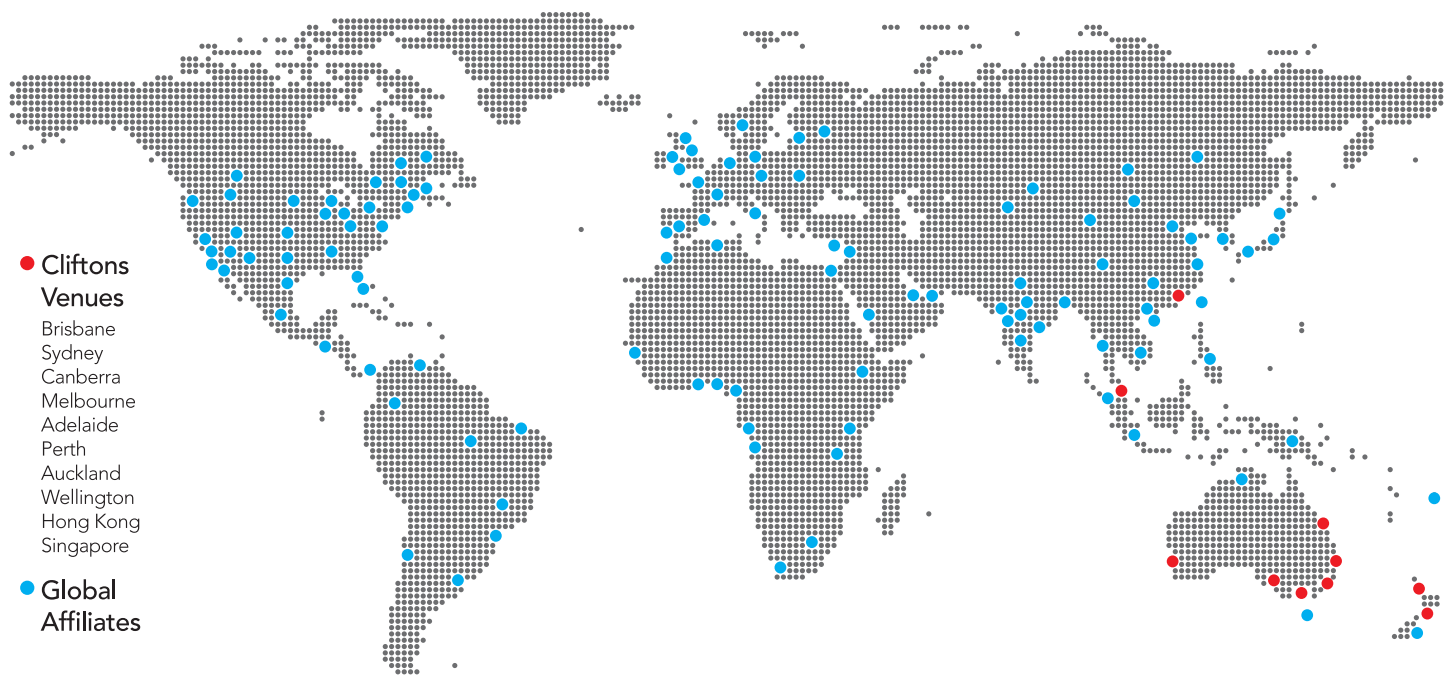 Cliftons
Venues
Brisbane
Sydney
Canberra
Melbourne
Adelaide
Perth
Auckland
Wellington
Hong Kong
Singapore
Global
Affiliates